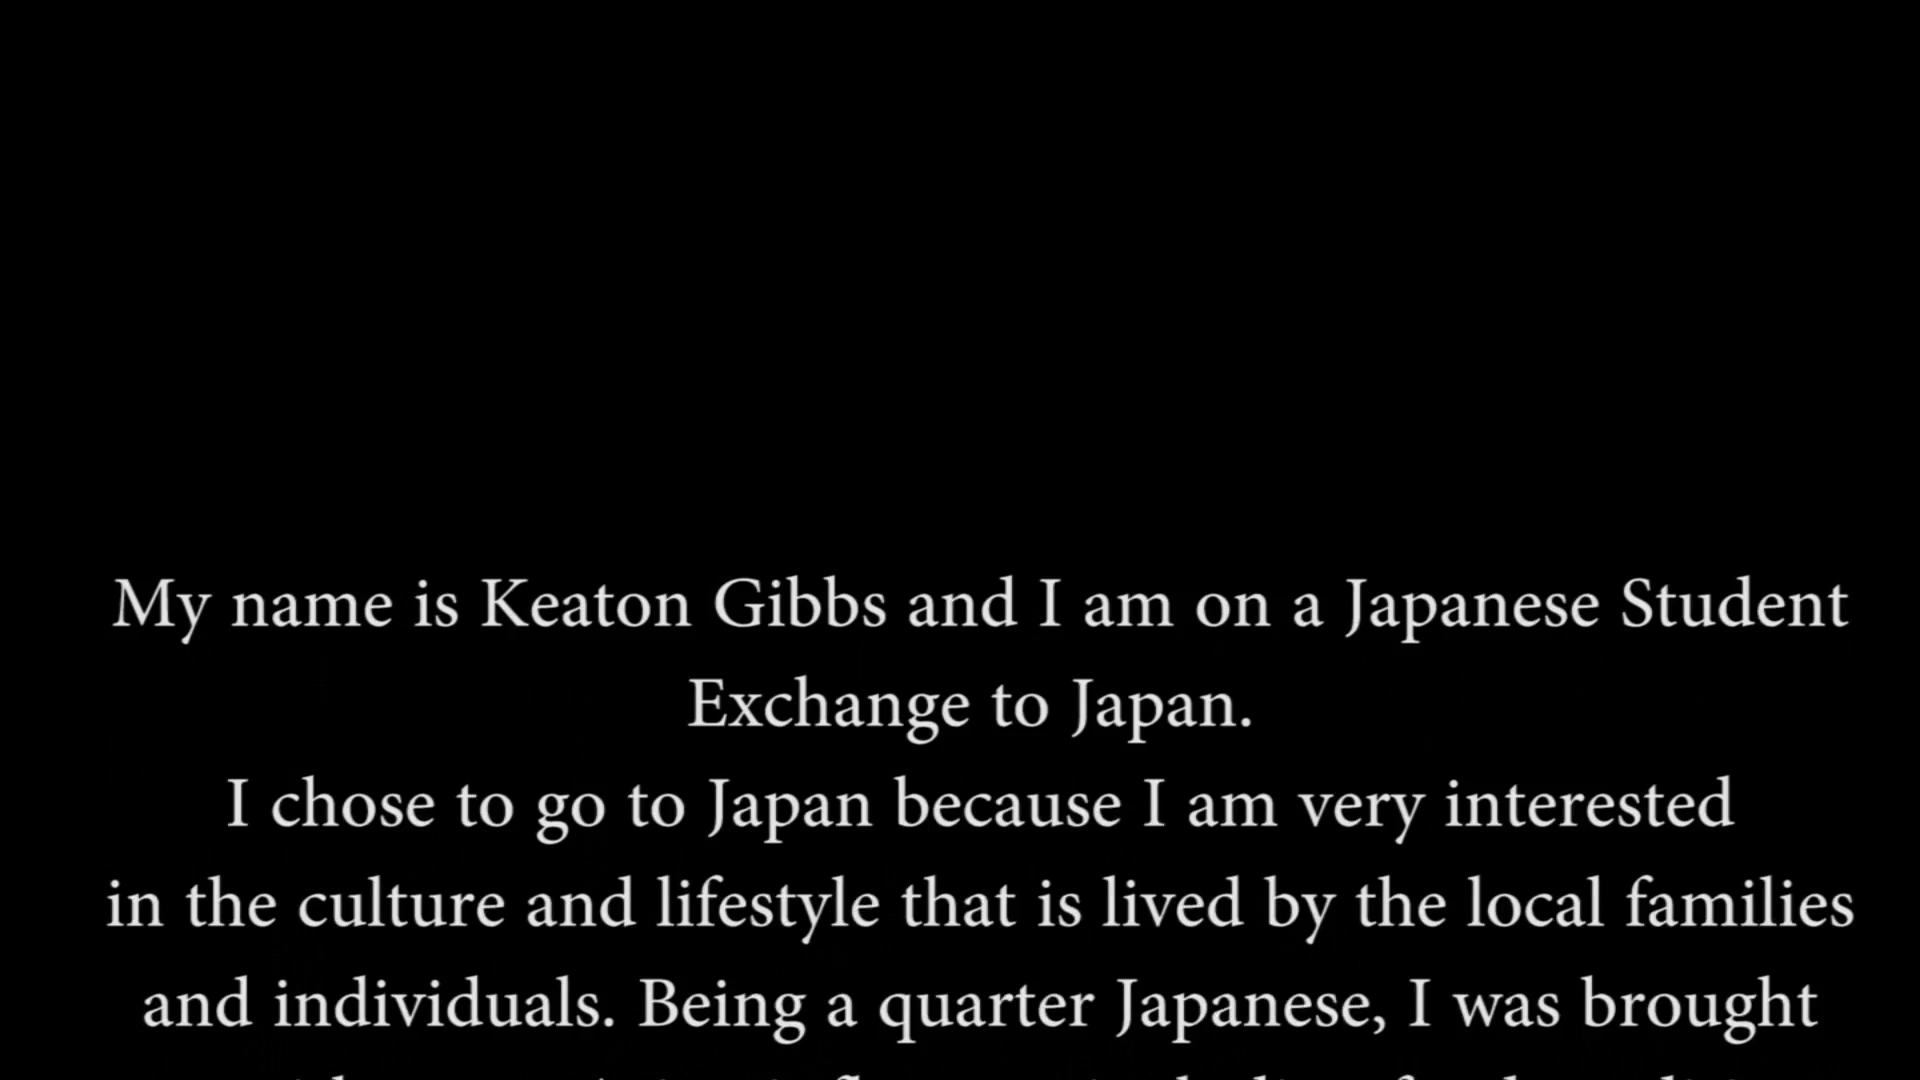 My name is Keaton Gibbs and I am on a Japanese Student
Exchange to Japan.
I chose to go to Japan because I am very interested
in the culture and lifestyle that is lived by the local families
and individuals. Being a quarter Japanese, I was brought